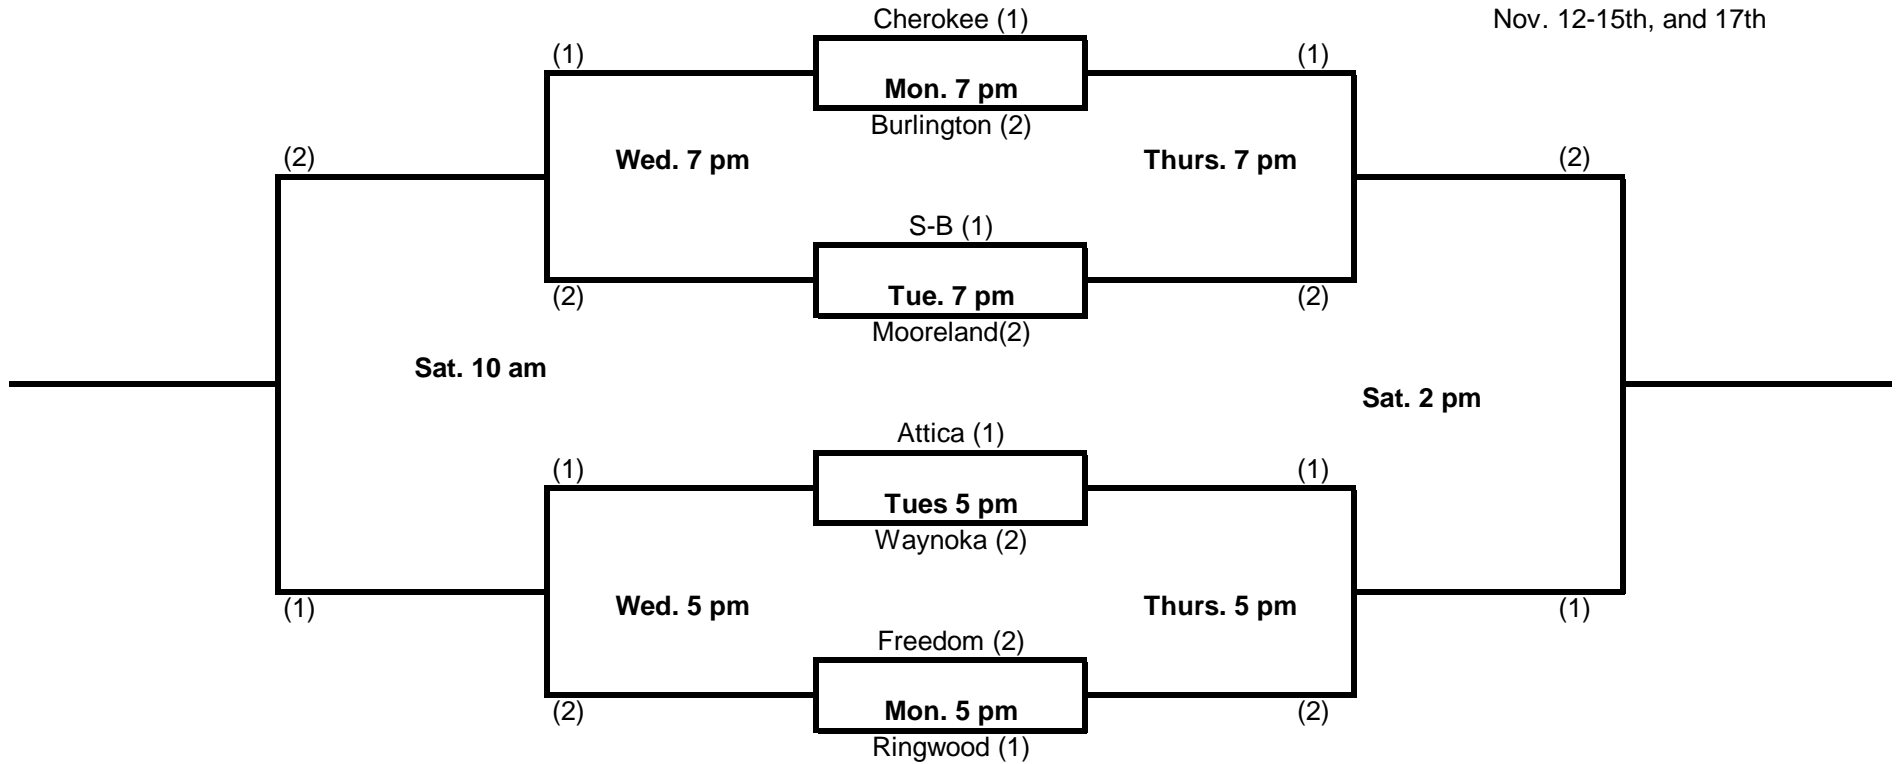 Cherokee (1)
Nov. 12-15th, and 17th
(1)
(1)
Mon. 7 pm
Burlington (2)
(2)
Wed. 7 pm
Thurs. 7 pm
(2)
S-B (1)
(2)
Tue. 7 pm
(2)
Mooreland(2)
Sat. 10 am
Sat. 2 pm
Attica (1)
(1)
(1)
Tues 5 pm
Waynoka (2)
(1)
Wed. 5 pm
Thurs. 5 pm
(1)
Freedom (2)
(2)
Mon. 5 pm
(2)
Ringwood (1)